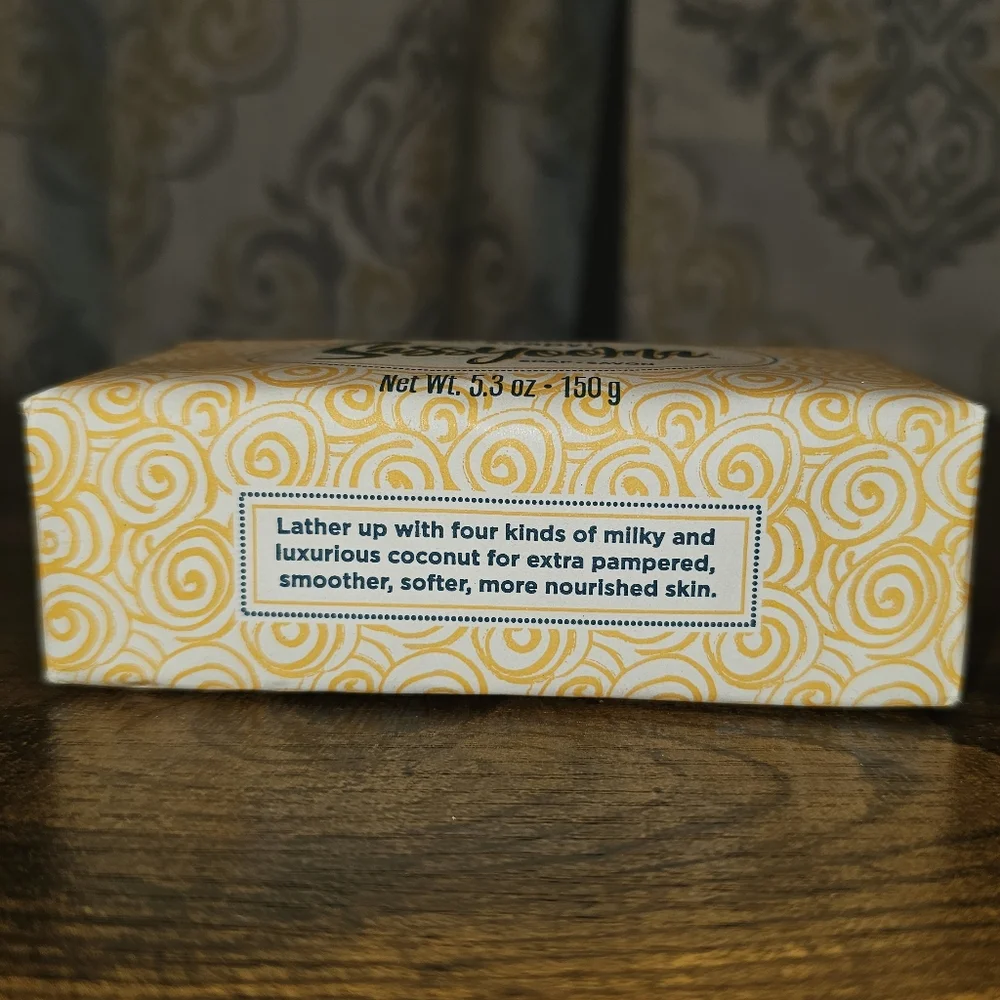 Net Wt. 5.3 oz • 150 g
Lather up with four kinds of milky and
luxurious coconut for extra pampered,
smoother, softer, more nourished skin.